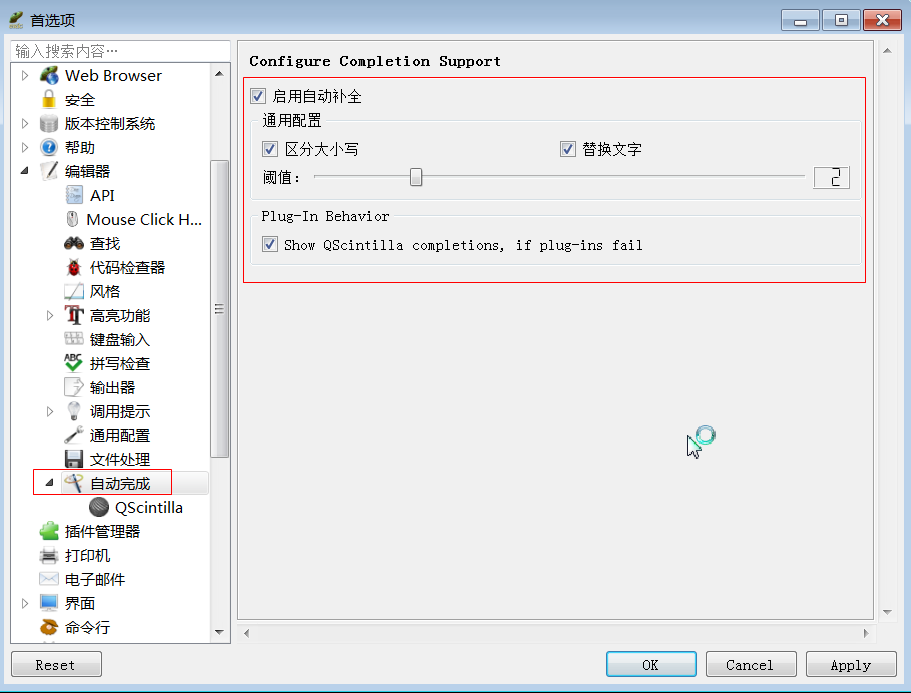 首选项
输入搜索内容…
Web Browser
安全
版本控制系统
帮助
编辑器
API
Mouse Click H...
查找
代码检查器
风格
高亮功能
键盘输入
拼写检查
输出器
调用提示
通用配置
文件处理
自动完成
QScintilla
插件管理器
打印机
电子邮件
界面
命令行
Configure Completion Support
启用自动补全
通用配置
区分大小写
替换文字
阈值:
2
Plug-In Behavior
Show QScintilla completions, if plug-ins fail
Reset
OK
Cancel
Apply